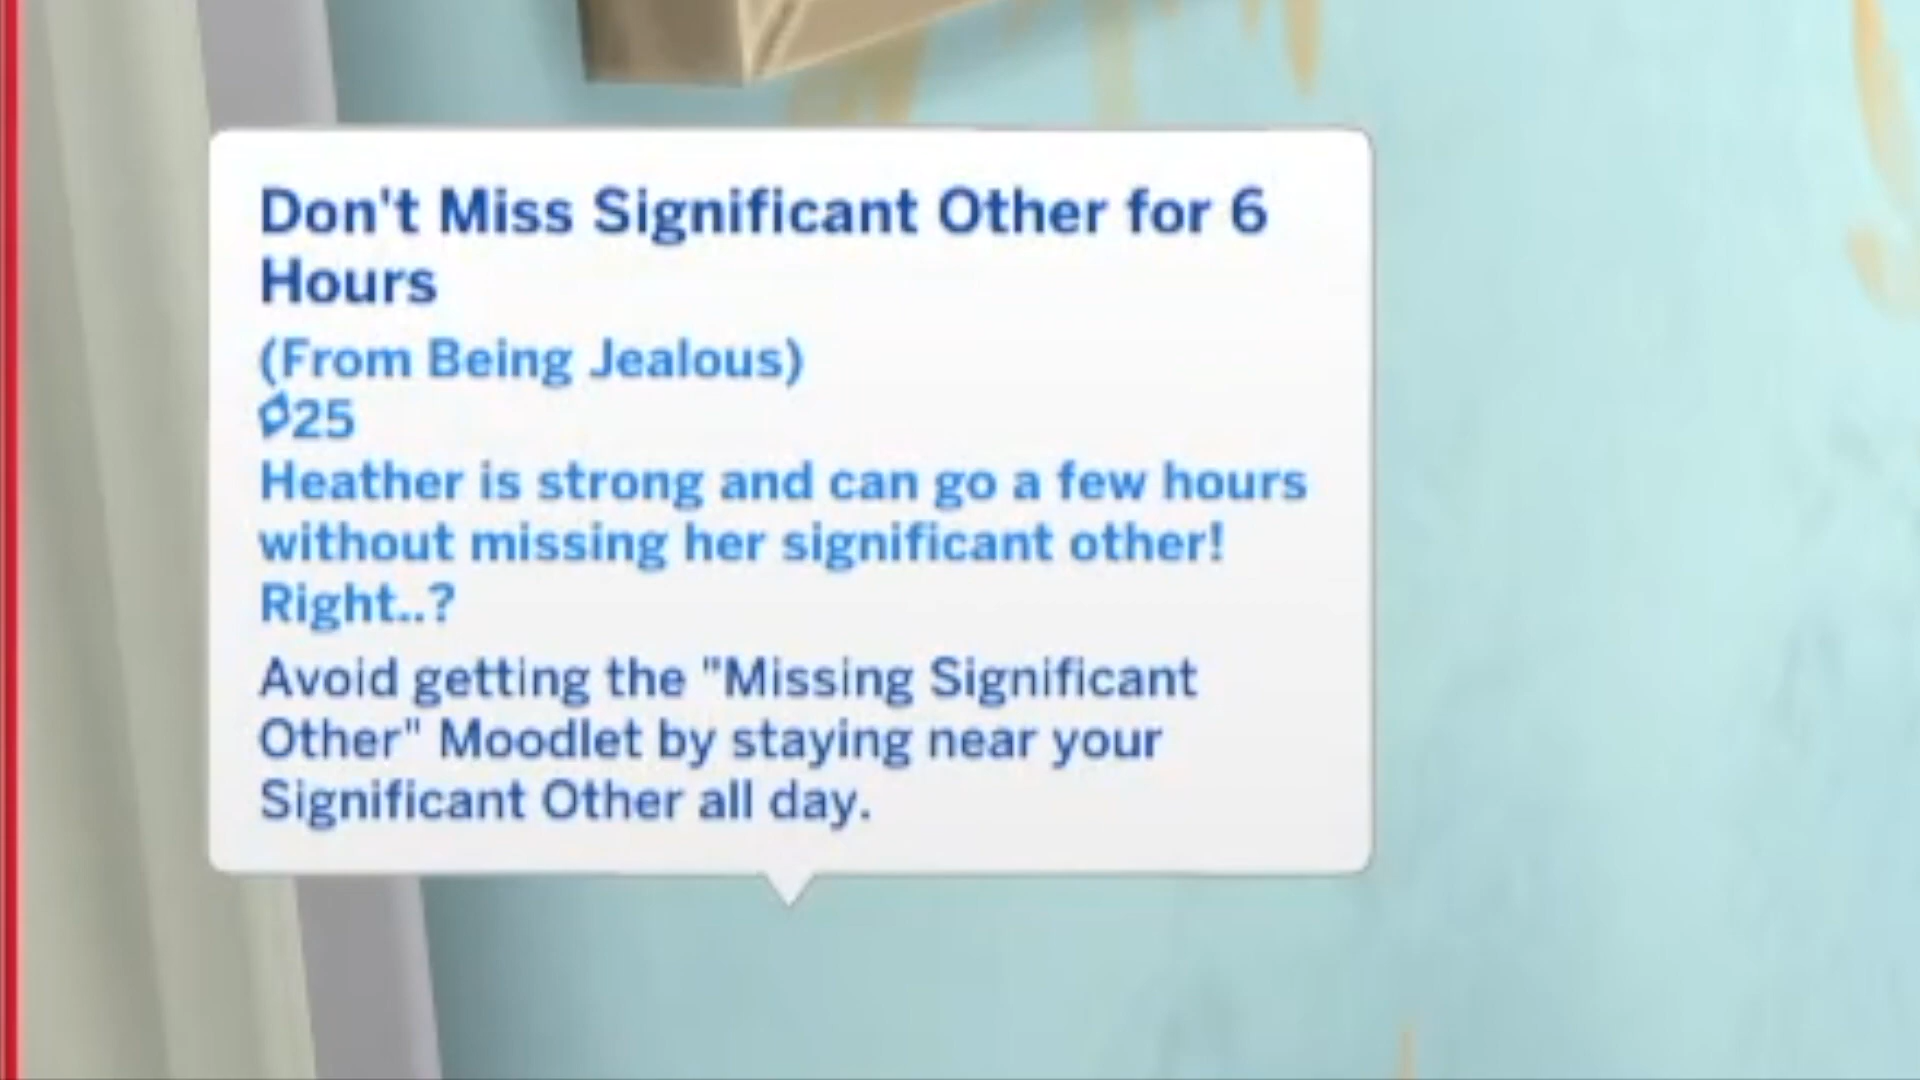 Don't Miss Significant Other for 6
Hours
(From Being Jealous)
25
Heather is strong and can go a few hours
without missing her significant other!
Right..?
Avoid getting the "Missing Significant
Other" Moodlet by staying near your
Significant Other all day.